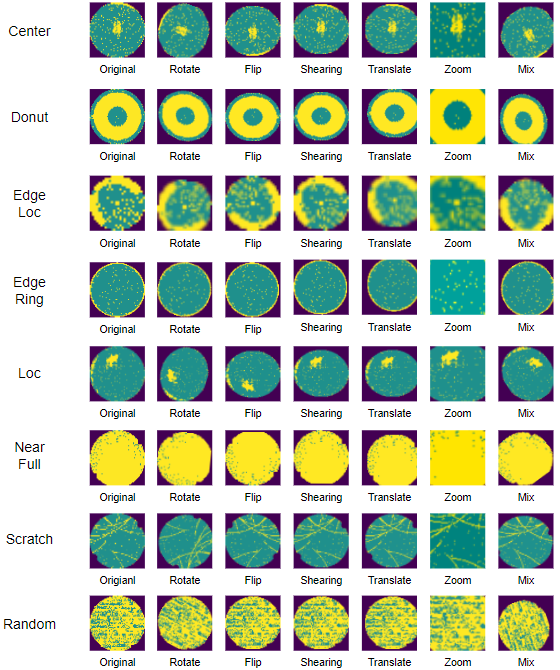 Center
Original Rotate Flip Shearing Translate Zoom Mix
Donut
Original Rotate Flip Shearing Translate Zoom Mix
Edge
Loc
Original Rotate Flip Shearing Translate Zoom Mix
Edge
Ring
Original Rotate Flip Shearing Translate Zoom Mix
Loc
Original Rotate Flip Shearing Translate Zoom Mix
Near
Full
Original Rotate Flip Shearing Translate Zoom Mix
Scratch
Origianl Rotate Flip Shearing Translate Zoom Mix
Random
Original Rotate Flip Shearing Translate Zoom Mix